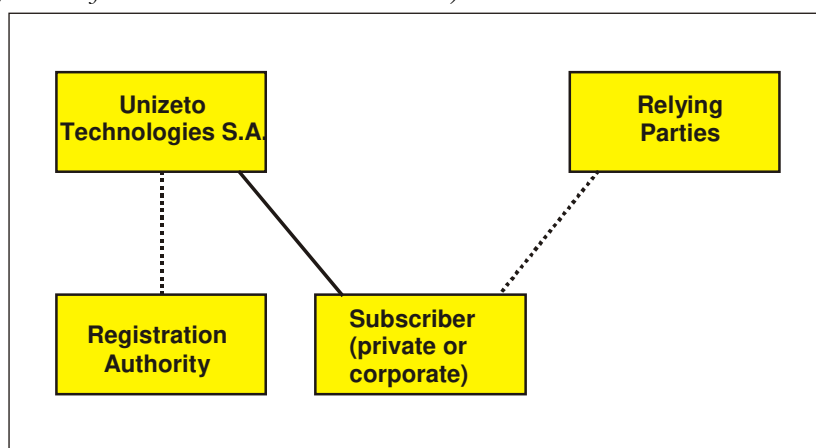 Unizeto
Technologies S.A.
Relying
Parties
Registration
Authority
Subscriber
(private or
corporate)